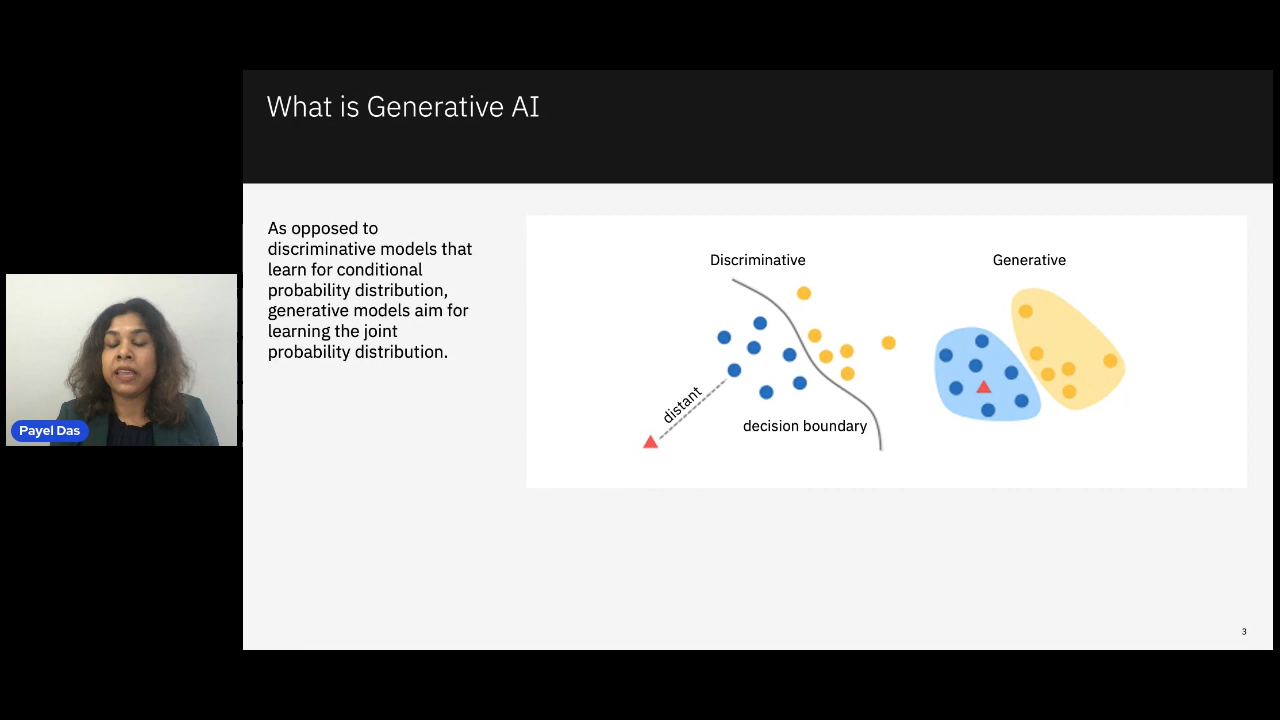 What is Generative AI
As opposed to
discriminative models that
learn for conditional
probability distribution,
generative models aim for
learning the joint
probability distribution.
Discriminative
Generative
distant
decision boundary
Payel Das
3